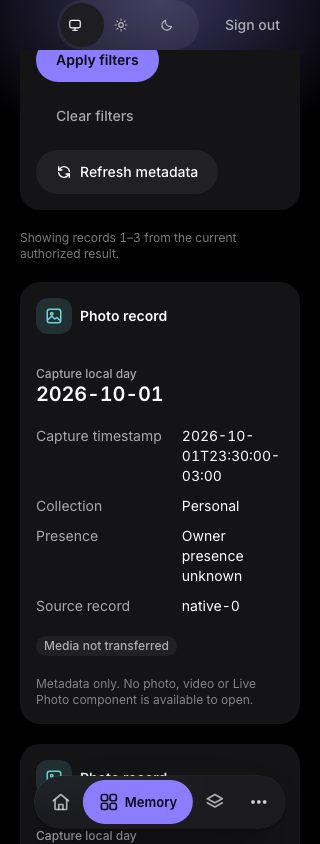 Sign out
Apply filters
Clear filters
Refresh metadata
Showing records 1–3 from the current
authorized result.
Photo record
Capture local day
2026-10-01
Capture timestamp
2026-10-
01T23:30:00-
03:00
Collection
Personal
Presence
Owner
presence
unknown
Source record
native-0
Media not transferred
Metadata only. No photo, video or Live
Photo component is available to open.
Photo record
Memory
Capture local day